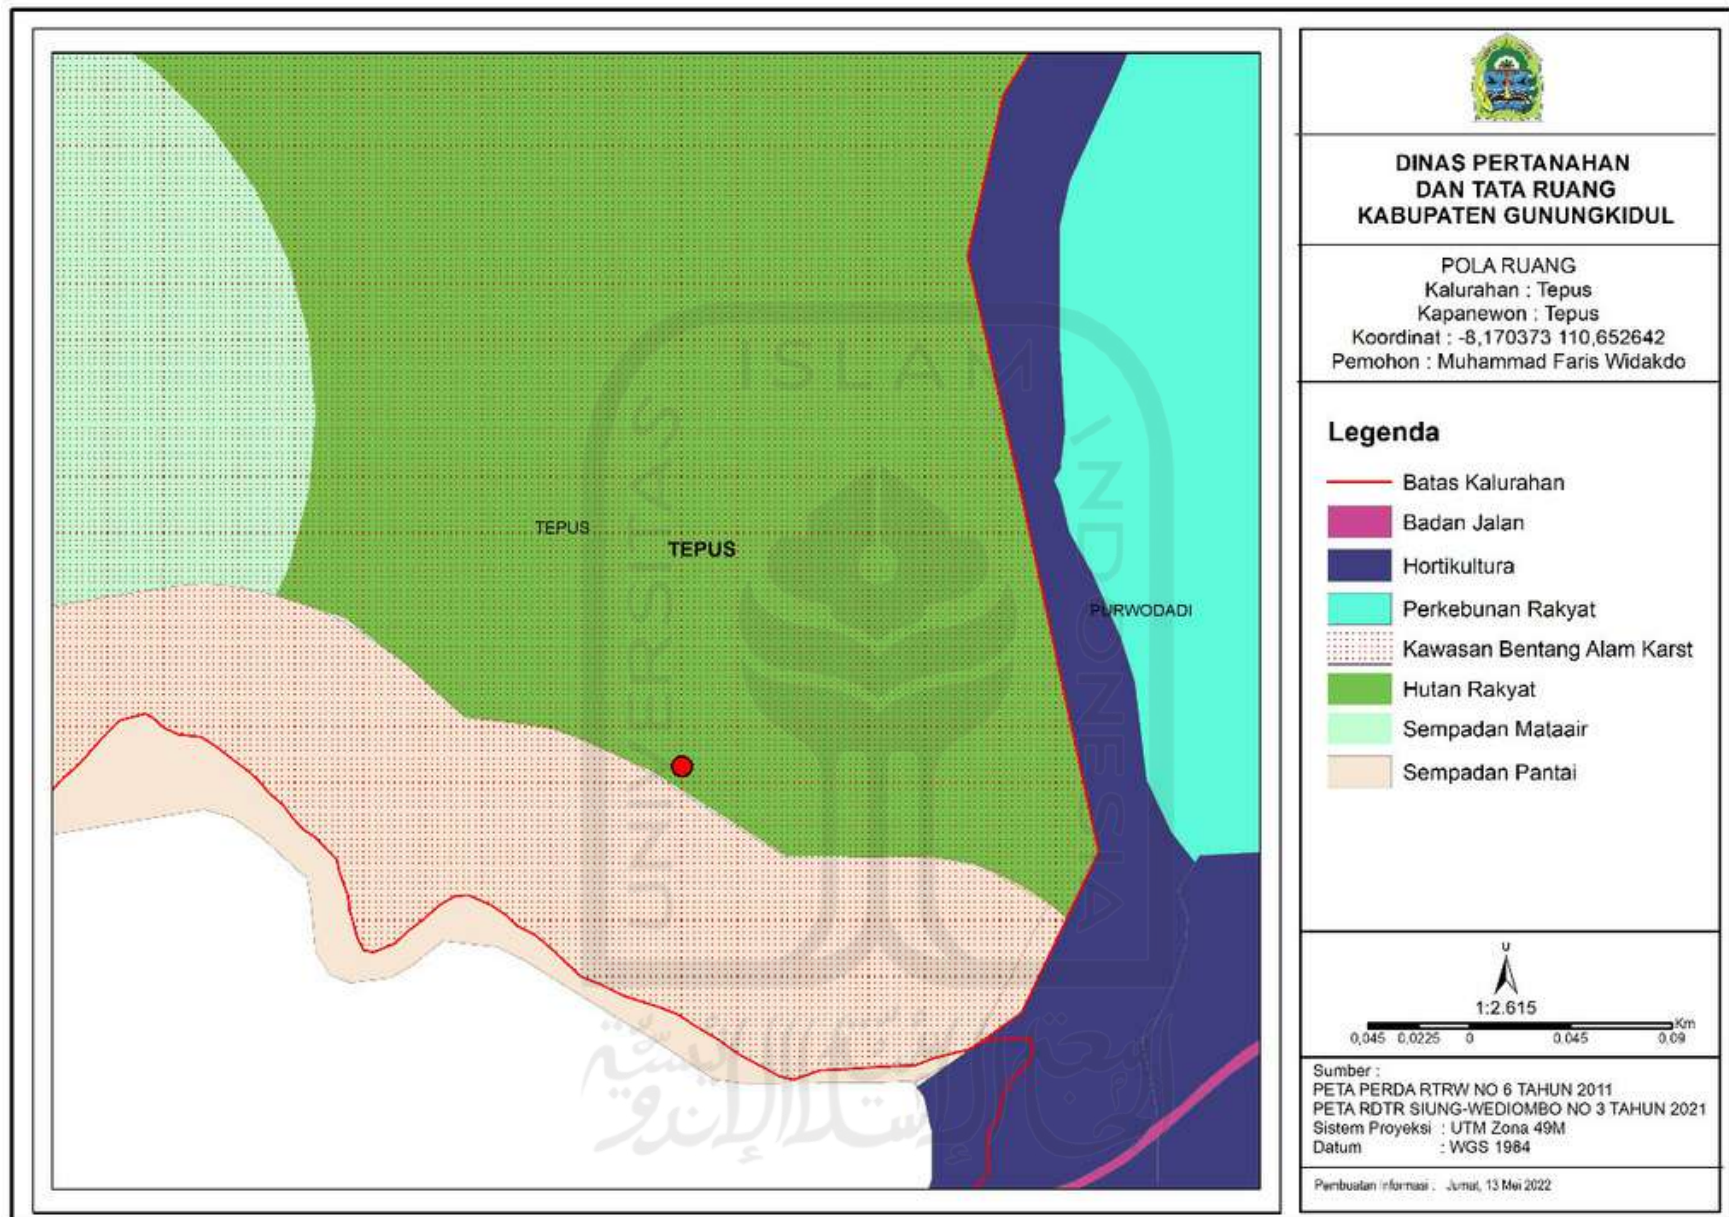 TEPUS
TEPUS
PURWODADI
UNIVERSITAS
ISLAM
INDONESIA
DINAS PERTANAHAN
DAN TATA RUANG
KABUPATEN GUNUNGKIDUL
POLA RUANG
Kalurahan : Tepus
Kapanewon : Tepus
Koordinat : -8,170373 110,652642
Pemohon : Muhammad Faris Widakdo
Legenda
Batas Kalurahan
Badan Jalan
Hortikultura
Perkebunan Rakyat
Kawasan Bentang Alam Karst
Hutan Rakyat
Sempadan Mataair
Sempadan Pantai
U
1:2.615
Km
0,045 0,0225 0 0,045 0,09
Sumber :
PETA PERDA RTRW NO 6 TAHUN 2011
PETA RDTR SIUNG-WEDIOMBO NO 3 TAHUN 2021
Sistem Proyeksi : UTM Zona 49M
Datum : WGS 1984
Pembuatan Informasi : Jumat, 13 Mei 2022